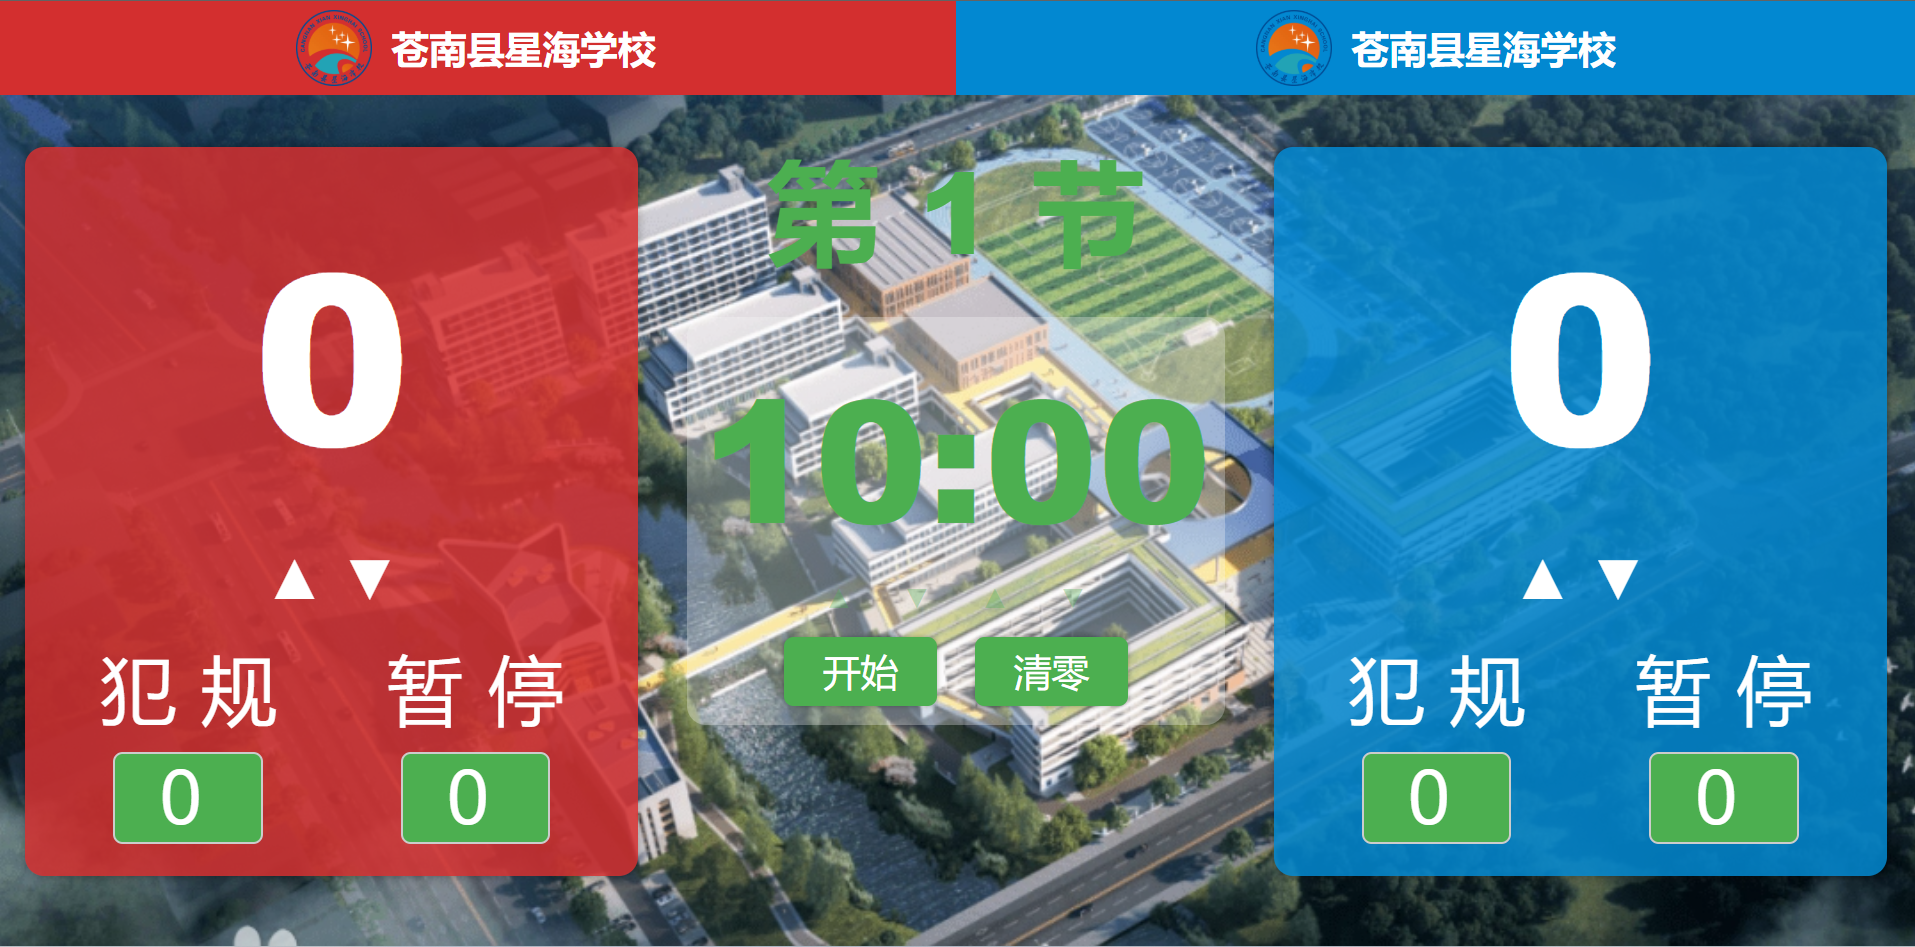 苍南县星海学校
苍南县星海学校
第 1 节
0
10:00
0
▲ ▼
▲ ▼ ▲ ▼
▲ ▼
开始 清零
犯 规 暂 停
0 0
犯 规 暂 停
0 0